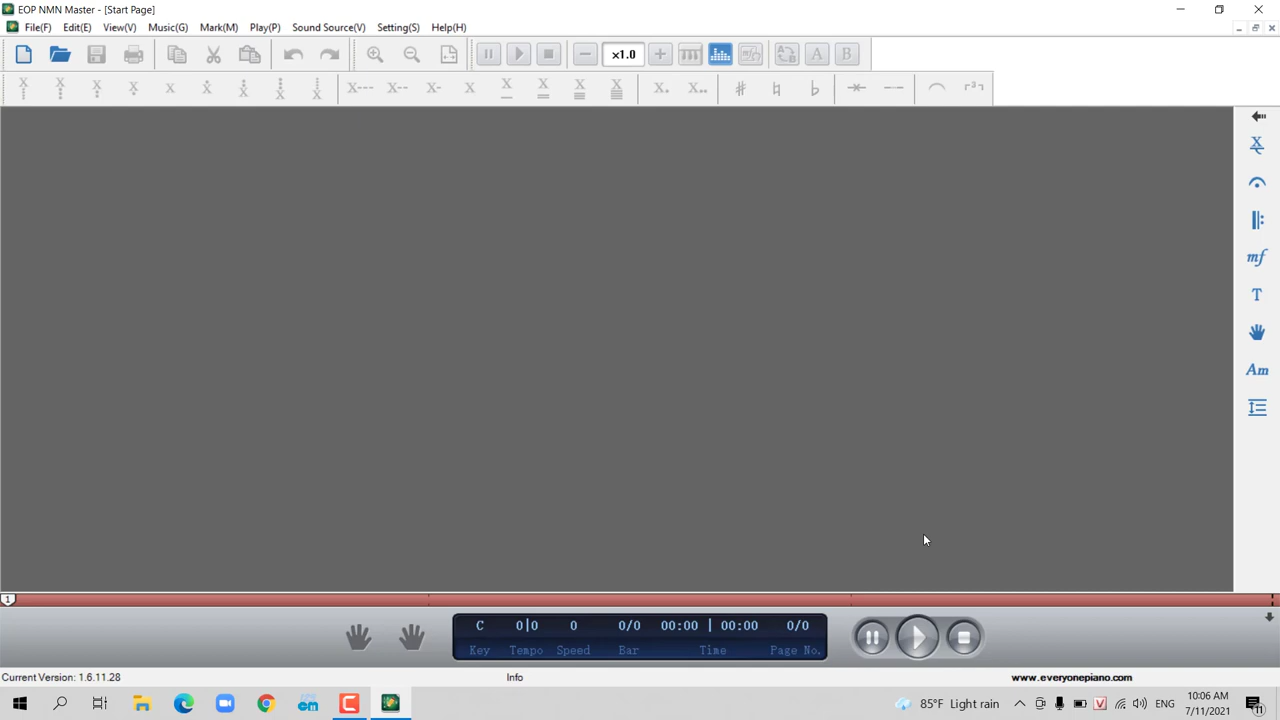 EOP NMN Master - [Start Page]
File(F) Edit(E) View(V) Music(G) Mark(M) Play(P) Sound Source(V) Setting(S) Help(H)
x1.0 A B
X X X X X X X X X X--- X-- X- X X X X X X. X..
mf
T
Am
1
C 0|0 0 0/0 00:00 | 00:00 0/0
Key Tempo Speed Bar Time Page No.
Current Version: 1.6.11.28 Info www.everyonepiano.com
85°F Light rain ENG 10:06 AM
7/11/2021